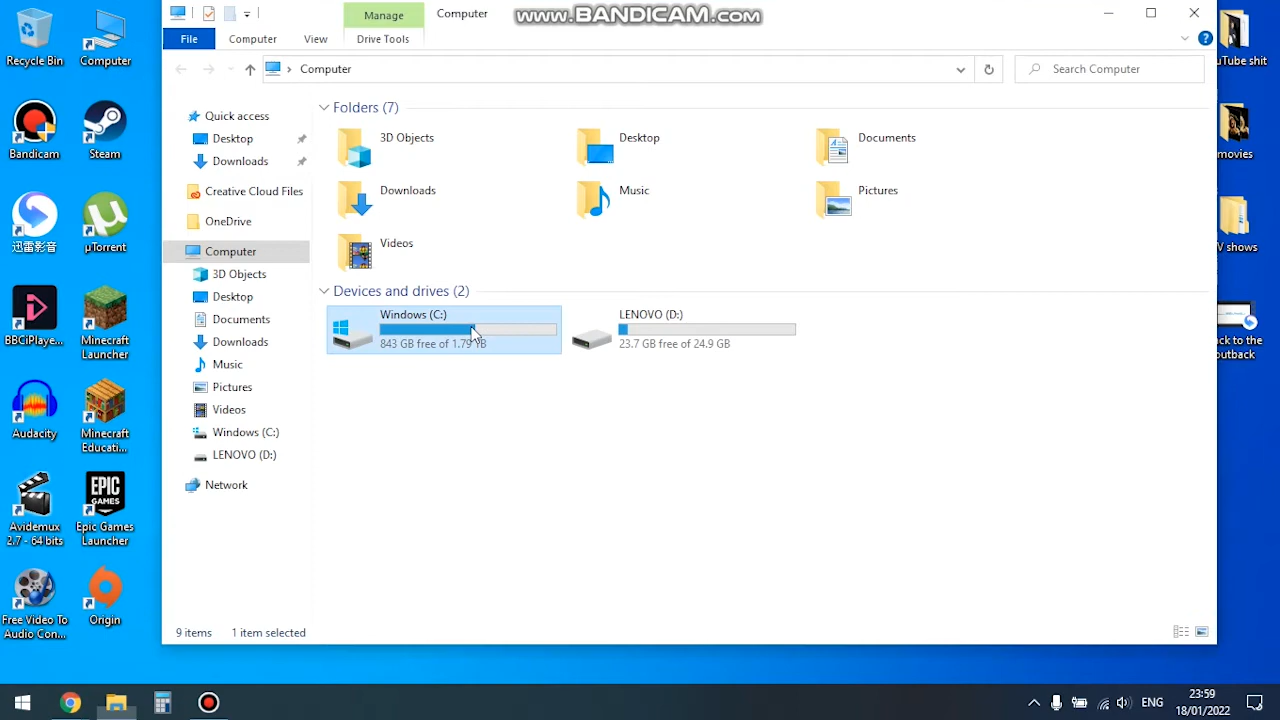 www.BANDICAM.com
Manage
Computer
File
Computer
View
Drive Tools
Computer
Search Computer
Quick access
Desktop
Downloads
Creative Cloud Files
OneDrive
Computer
3D Objects
Desktop
Documents
Downloads
Music
Pictures
Videos
Windows (C:)
LENOVO (D:)
Network
Folders (7)
3D Objects
Desktop
Documents
Downloads
Music
Pictures
Videos
Devices and drives (2)
Windows (C:)
843 GB free of 1.79 TB
LENOVO (D:)
23.7 GB free of 24.9 GB
9 items
1 item selected
Recycle Bin
Computer
Bandicam
Steam
迅雷影音
µTorrent
BBCiPlaye...
Minecraft
Launcher
Audacity
Minecraft
Educati...
Avidemux
2.7 - 64 bits
EPIC
GAMES
Epic Games
Launcher
Free Video To
Audio Con...
Origin
uTube shit
movies
V shows
ck to the
outback
ENG
23:59
18/01/2022